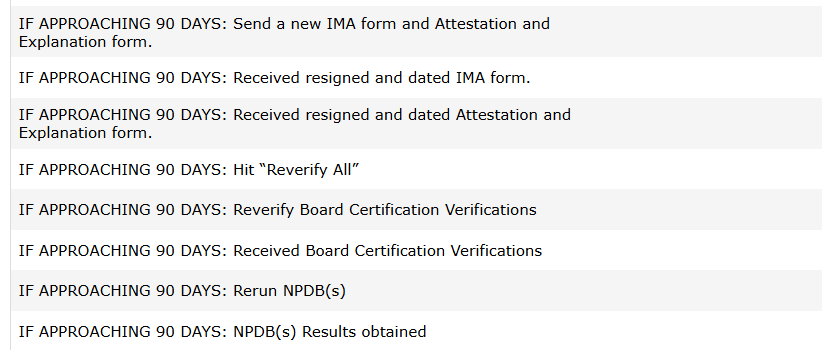 IF APPROACHING 90 DAYS: Send a new IMA form and Attestation and
Explanation form.
IF APPROACHING 90 DAYS: Received resigned and dated IMA form.
IF APPROACHING 90 DAYS: Received resigned and dated Attestation and
Explanation form.
IF APPROACHING 90 DAYS: Hit “Reverify All”
IF APPROACHING 90 DAYS: Reverify Board Certification Verifications
IF APPROACHING 90 DAYS: Received Board Certification Verifications
IF APPROACHING 90 DAYS: Rerun NPDB(s)
IF APPROACHING 90 DAYS: NPDB(s) Results obtained